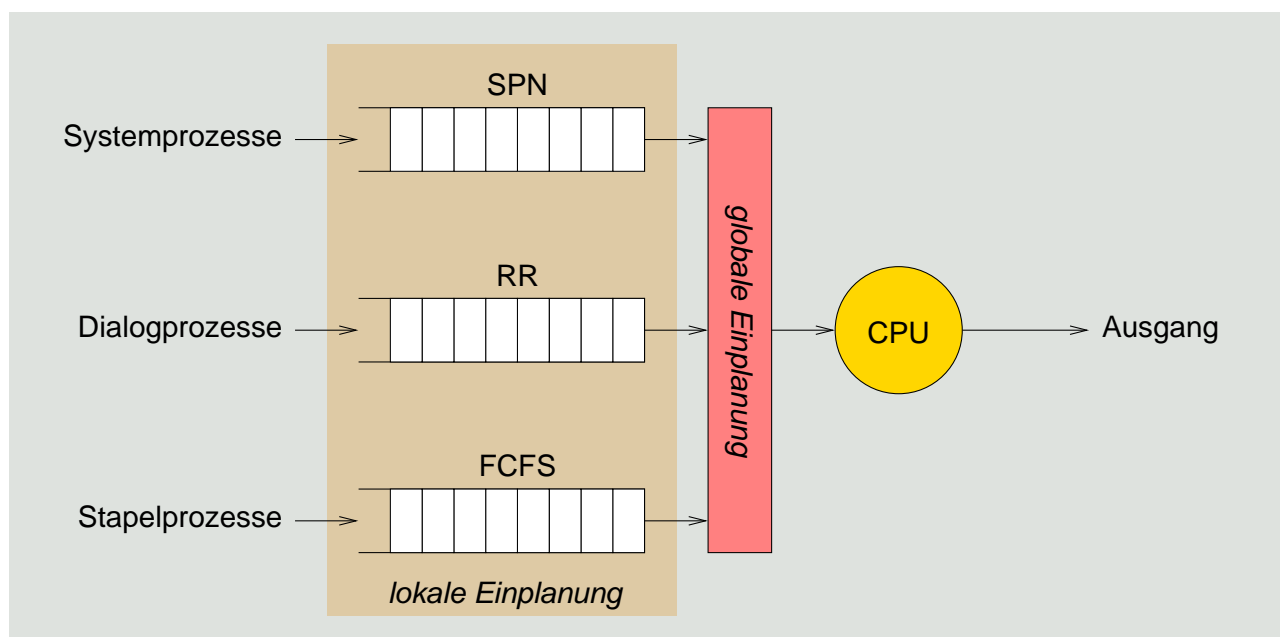 SPN
Systemprozesse
RR
Dialogprozesse
FCFS
Stapelprozesse
lokale Einplanung
globale Einplanung
CPU
Ausgang